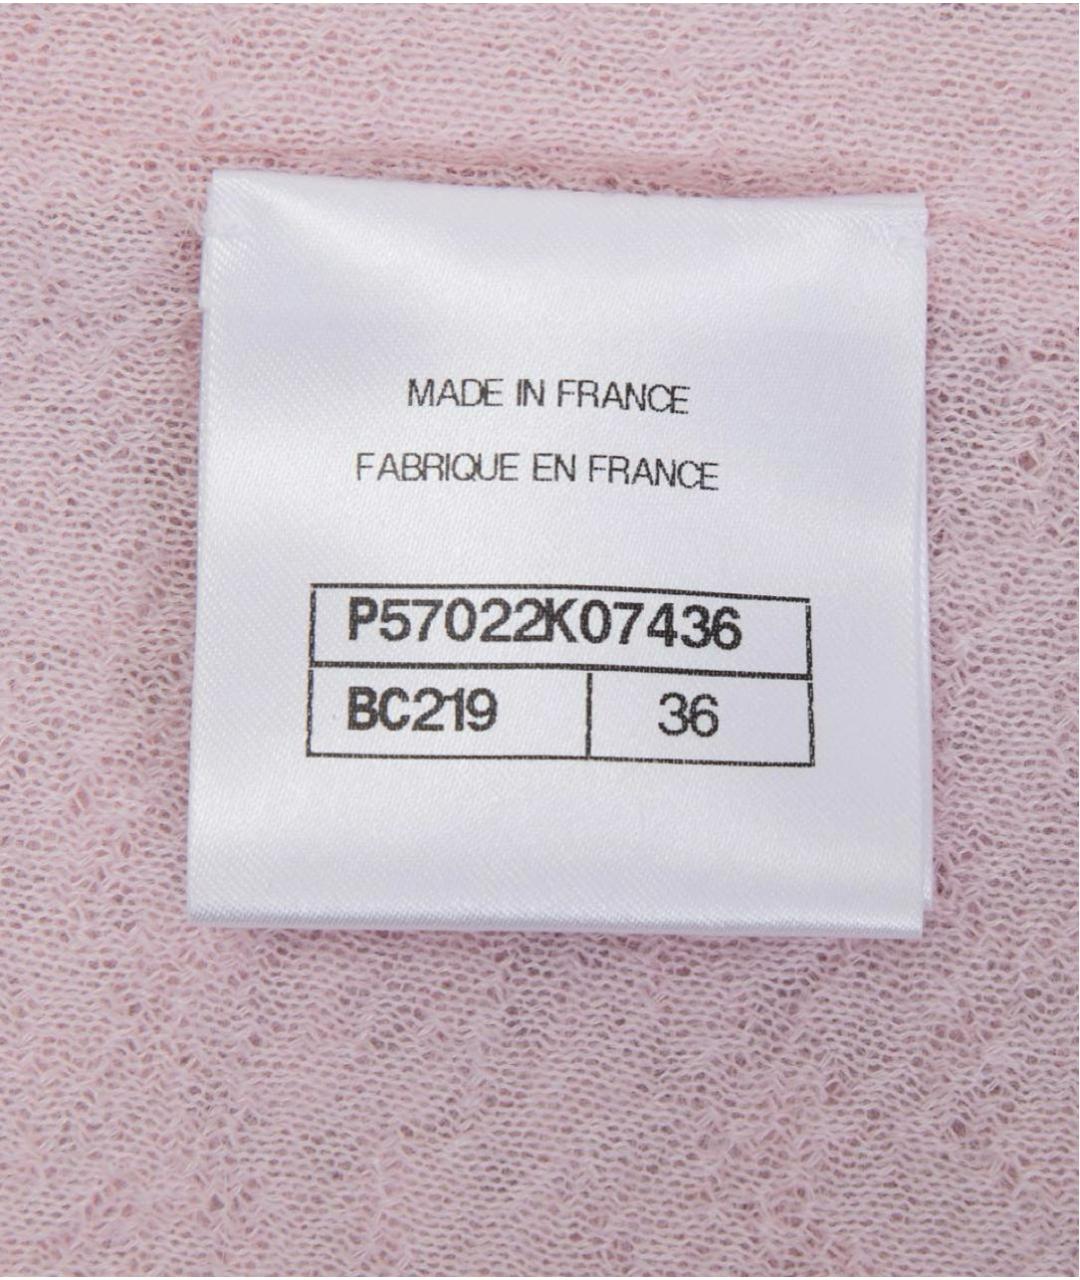 MADE IN FRANCE
FABRIQUE EN FRANCE
P57022K07436
BC219 36